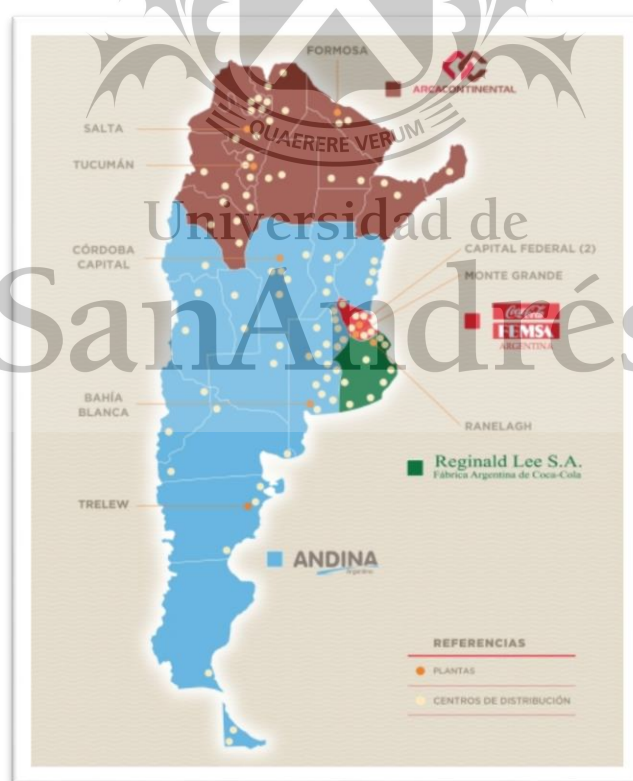 FORMOSA
ARCACONTINENTAL
SALTA
QUAERERE VERUM
TUCUMÁN
Universidad de
SanAndrés
CÓRDOBA
CAPITAL
CAPITAL FEDERAL (2)
MONTE GRANDE
Coca-Cola
FEMSA
ARGENTINA
BAHÍA
BLANCA
RANELAGH
Reginald Lee S.A.
Fábrica Argentina de Coca-Cola
TRELEW
ANDINA
Argentina
REFERENCIAS
PLANTAS
CENTROS DE DISTRIBUCIÓN